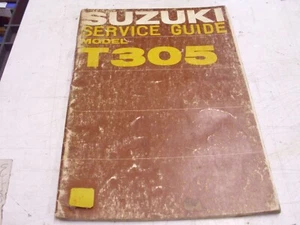 SUZUKI
SERVICE GUIDE
MODEL
T305